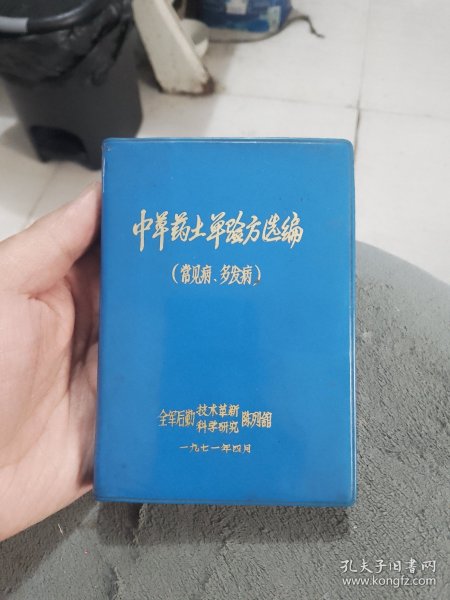 中草药土单验方选编
(常见病、多发病)
全军后勤技术革新科学研究陈列馆
一九七一年四月
孔夫子旧书网
www.kongfz.com